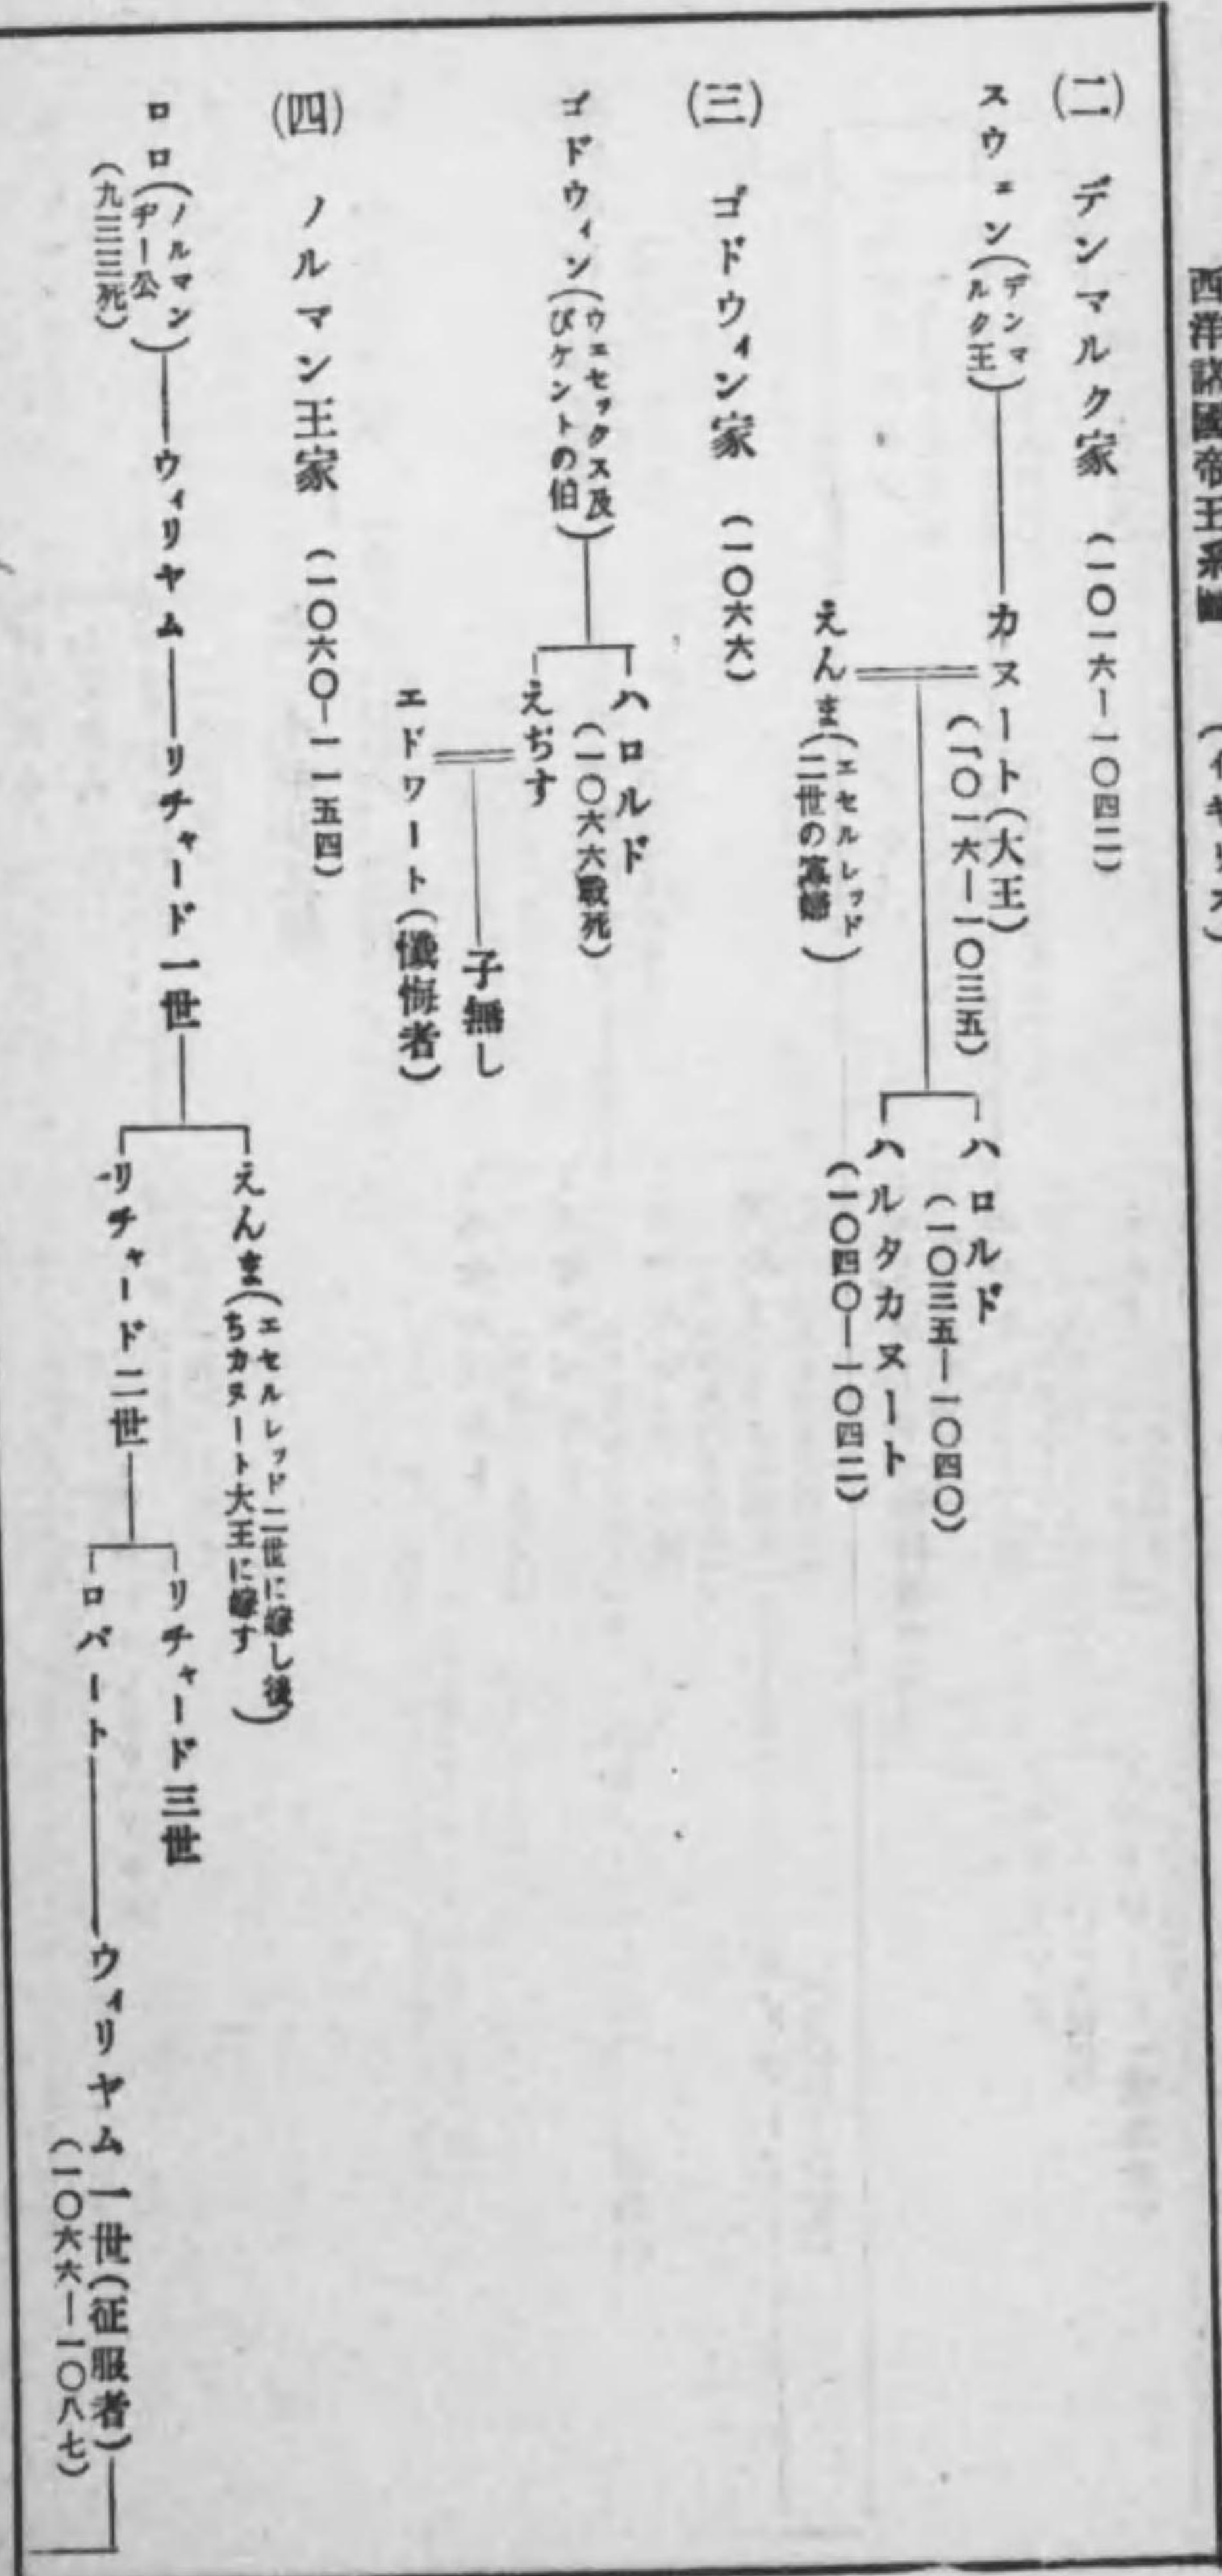 西洋諸國帝王系圖 (イギリス)
(二) デンマルク家 (一〇一六ー一〇四二)
スウェン(デンマルク王)
カヌート(大王)
(一〇一六ー一〇三五)
えんま(エセルレッド二世の寡婦)
ハロルド
(一〇三五ー一〇四〇)
ハルタカヌート
(一〇四〇ー一〇四二)
(三) ゴドウィン家 (一〇六六)
ゴドウィン(ウェセックス及びケントの伯)
ハロルド
(一〇六六戰死)
えぢす
子無し
エドワート(懺悔者)
(四) ノルマン王家 (一〇六〇ー一一五四)
ロロ(ノルマンヂー公)
(九三三死)
ウィリヤム
リチャード一世
えんま(エセルレッド二世に嫁し後ちカヌート大王に嫁す)
リチャード二世
リチャード三世
ロバート
ウィリヤム一世(征服者)
(一〇六六ー一〇八七)